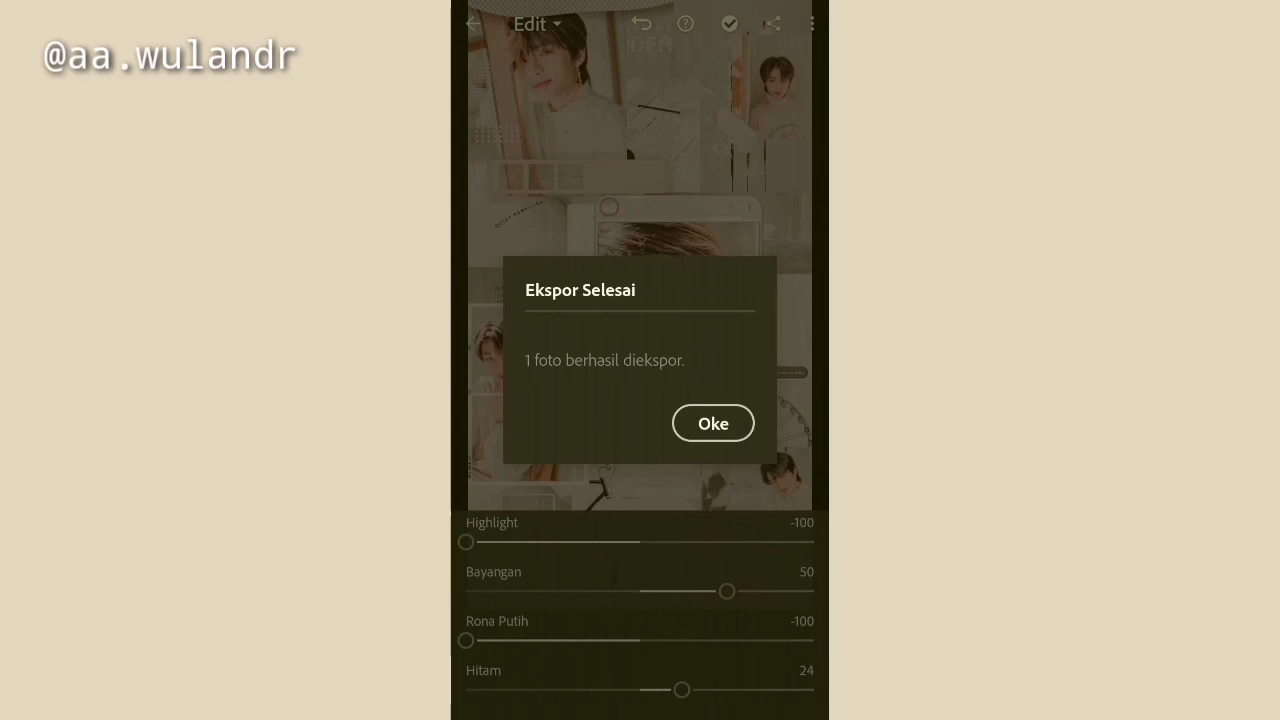 @aa.wulandr
Edit
IDEA
Ekspor Selesai
1 foto berhasil diekspor.
Oke
Highlight -100
Bayangan 50
Rona Putih -100
Hitam 24